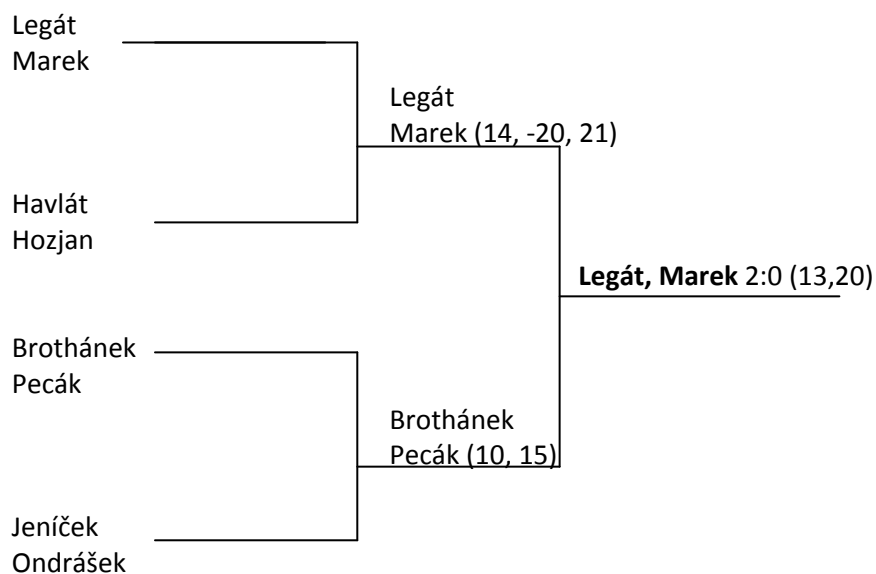 Legát
Marek
Legát
Marek (14, -20, 21)
Havlát
Hozjan
Legát, Marek 2:0 (13,20)
Brothánek
Pecák
Brothánek
Pecák (10, 15)
Jeníček
Ondrášek